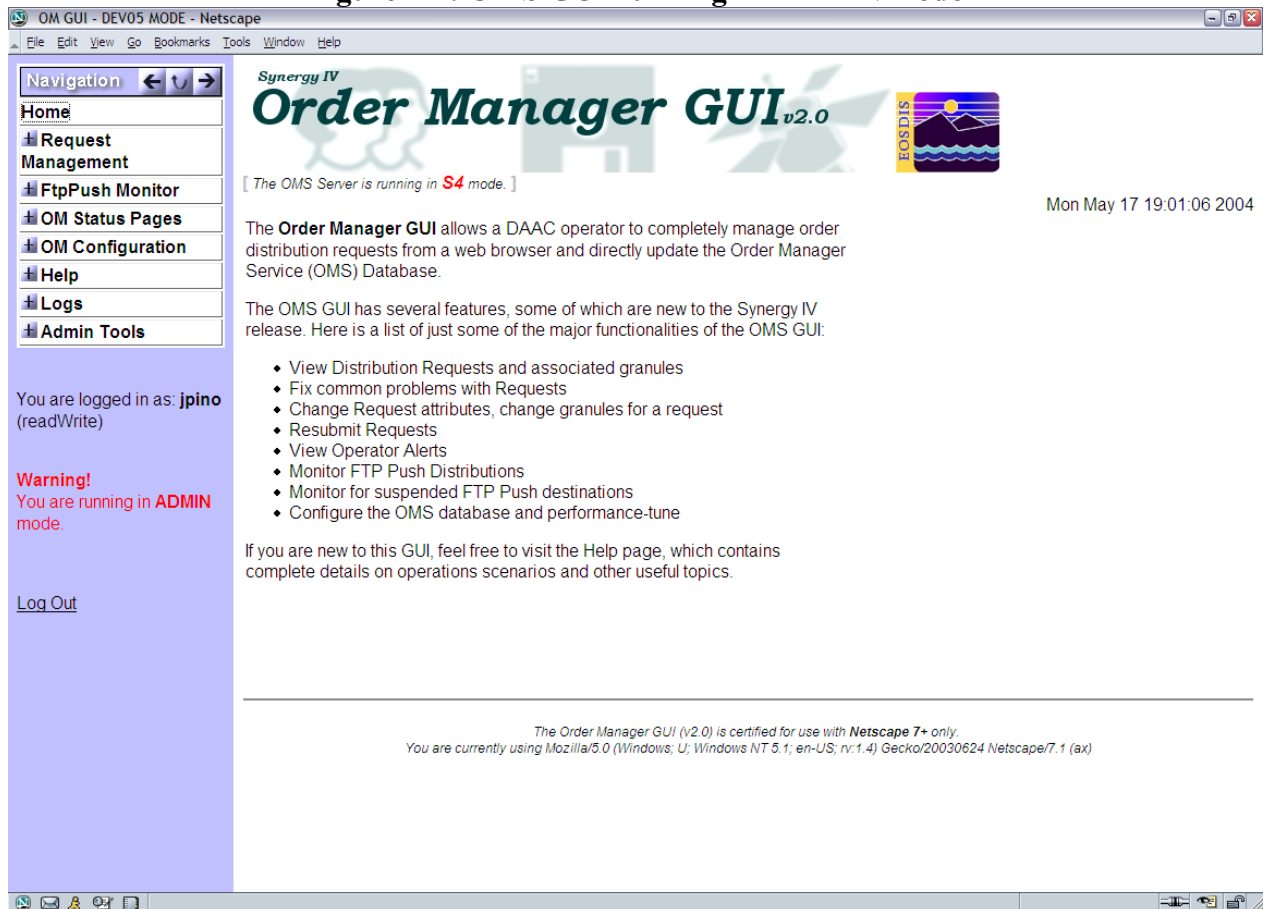 OM GUI - DEV05 MODE - Netscape
File Edit View Go Bookmarks Tools Window Help
Navigation
Home
Request
Management
FtpPush Monitor
OM Status Pages
OM Configuration
Help
Logs
Admin Tools
You are logged in as: jpino
(readWrite)
Warning!
You are running in ADMIN
mode.
Log Out
Synergy IV
Order Manager GUI v2.0
EOSDIS
[ The OMS Server is running in S4 mode. ]
Mon May 17 19:01:06 2004
The Order Manager GUI allows a DAAC operator to completely manage order
distribution requests from a web browser and directly update the Order Manager
Service (OMS) Database.
The OMS GUI has several features, some of which are new to the Synergy IV
release. Here is a list of just some of the major functionalities of the OMS GUI:
• View Distribution Requests and associated granules
• Fix common problems with Requests
• Change Request attributes, change granules for a request
• Resubmit Requests
• View Operator Alerts
• Monitor FTP Push Distributions
• Monitor for suspended FTP Push destinations
• Configure the OMS database and performance-tune
If you are new to this GUI, feel free to visit the Help page, which contains
complete details on operations scenarios and other useful topics.
The Order Manager GUI (v2.0) is certified for use with Netscape 7+ only.
You are currently using Mozilla/5.0 (Windows; U; Windows NT 5.1; en-US; rv:1.4) Gecko/20030624 Netscape/7.1 (ax)